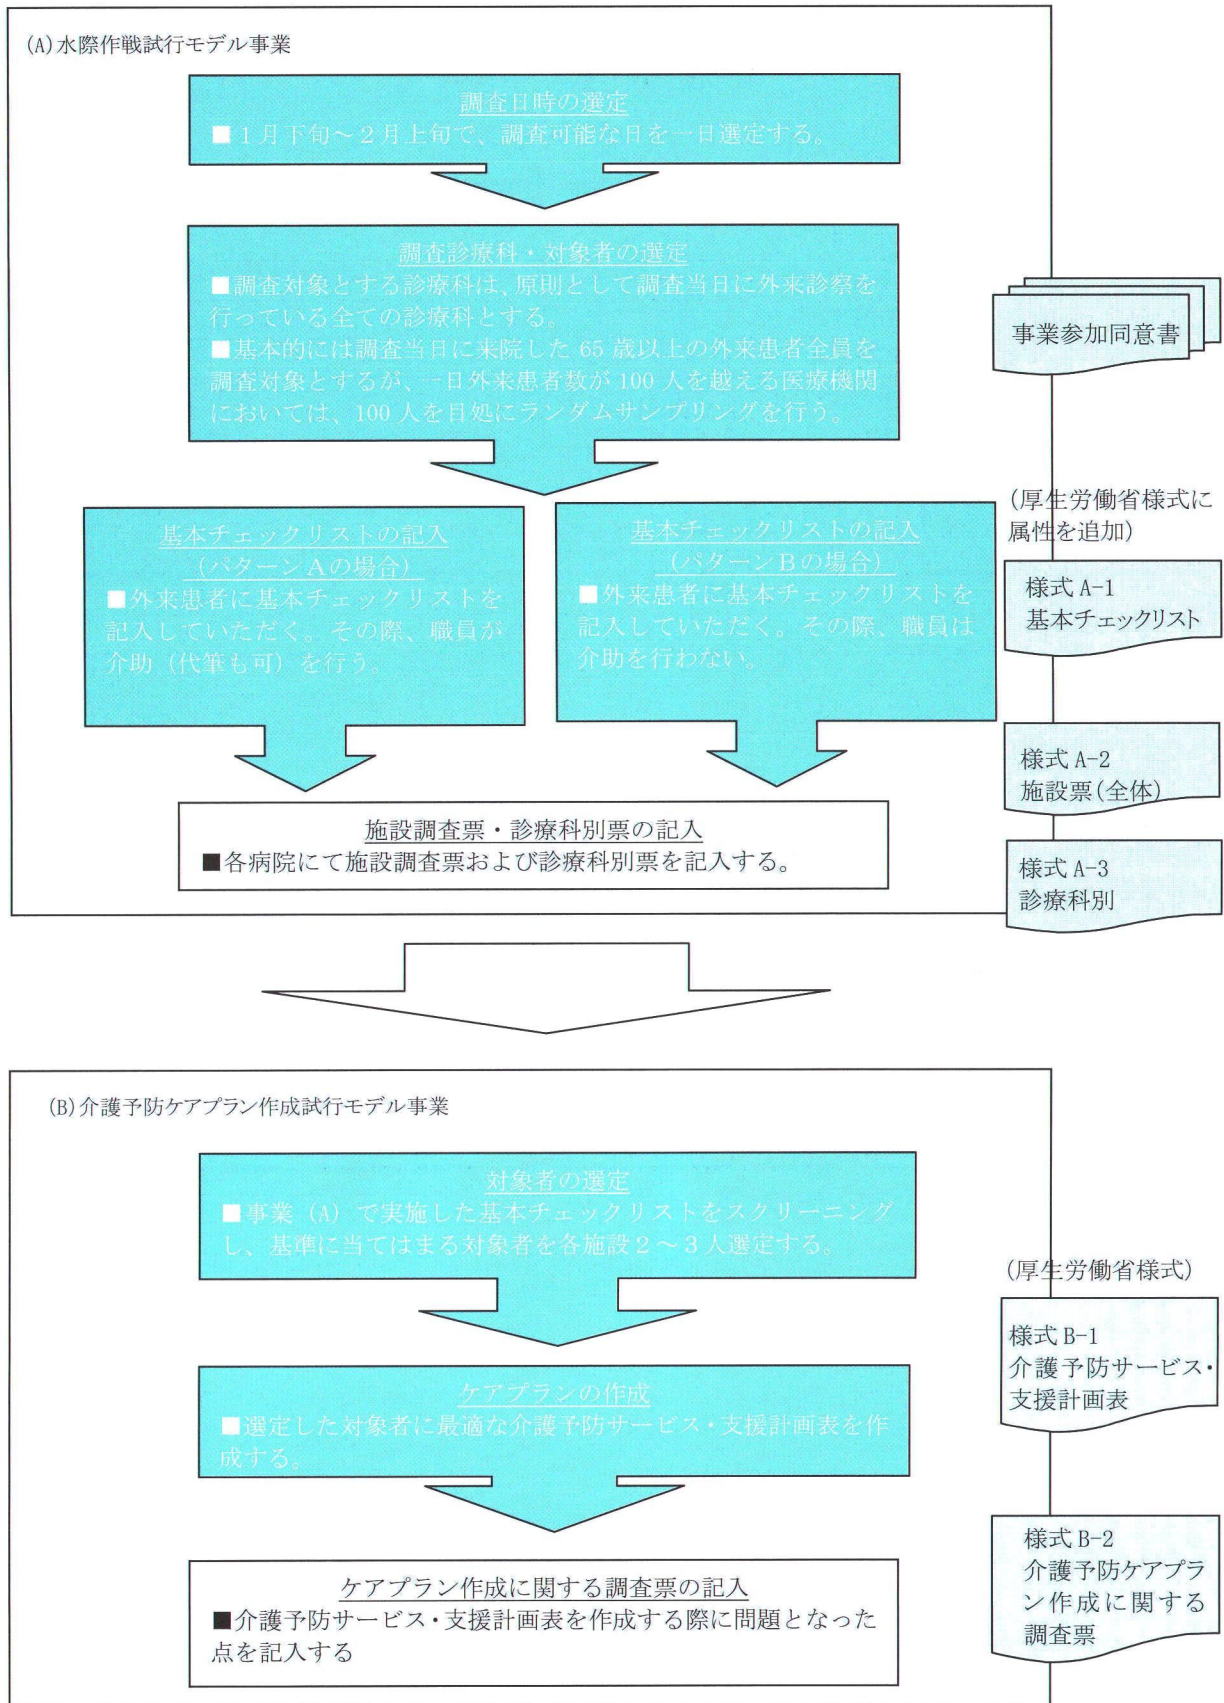 (A)水際作戦試行モデル事業
調査日時の選定
■1月下旬～2月上旬で、調査可能な日を一日選定する。
調査診療科・対象者の選定
■調査対象とする診療科は、原則として調査当日に外来診察を
行っている全ての診療科とする。
■基本的には調査当日に来院した 65 歳以上の外来患者全員を
調査対象とするが、一日外来患者数が 100 人を越える医療機関
においては、100 人を目処にランダムサンプリングを行う。
事業参加同意書
基本チェックリストの記入
(パターンAの場合)
■外来患者に基本チェックリストを
記入していただく。その際、職員が
介助（代筆も可）を行う。
基本チェックリストの記入
(パターンBの場合)
■外来患者に基本チェックリストを
記入していただく。その際、職員は
介助を行わない。
(厚生労働省様式に
属性を追加)
様式 A-1
基本チェックリスト
様式 A-2
施設票(全体)
施設調査票・診療科別票の記入
■各病院にて施設調査票および診療科別票を記入する。
様式 A-3
診療科別
(B)介護予防ケアプラン作成試行モデル事業
対象者の選定
■事業（A）で実施した基本チェックリストをスクリーニング
し、基準に当てはまる対象者を各施設2～3人選定する。
(厚生労働省様式)
様式 B-1
介護予防サービス・
支援計画表
ケアプランの作成
■選定した対象者に最適な介護予防サービス・支援計画表を作
成する。
ケアプラン作成に関する調査票の記入
■介護予防サービス・支援計画表を作成する際に問題となった
点を記入する
様式 B-2
介護予防ケアプラ
ン作成に関する
調査票